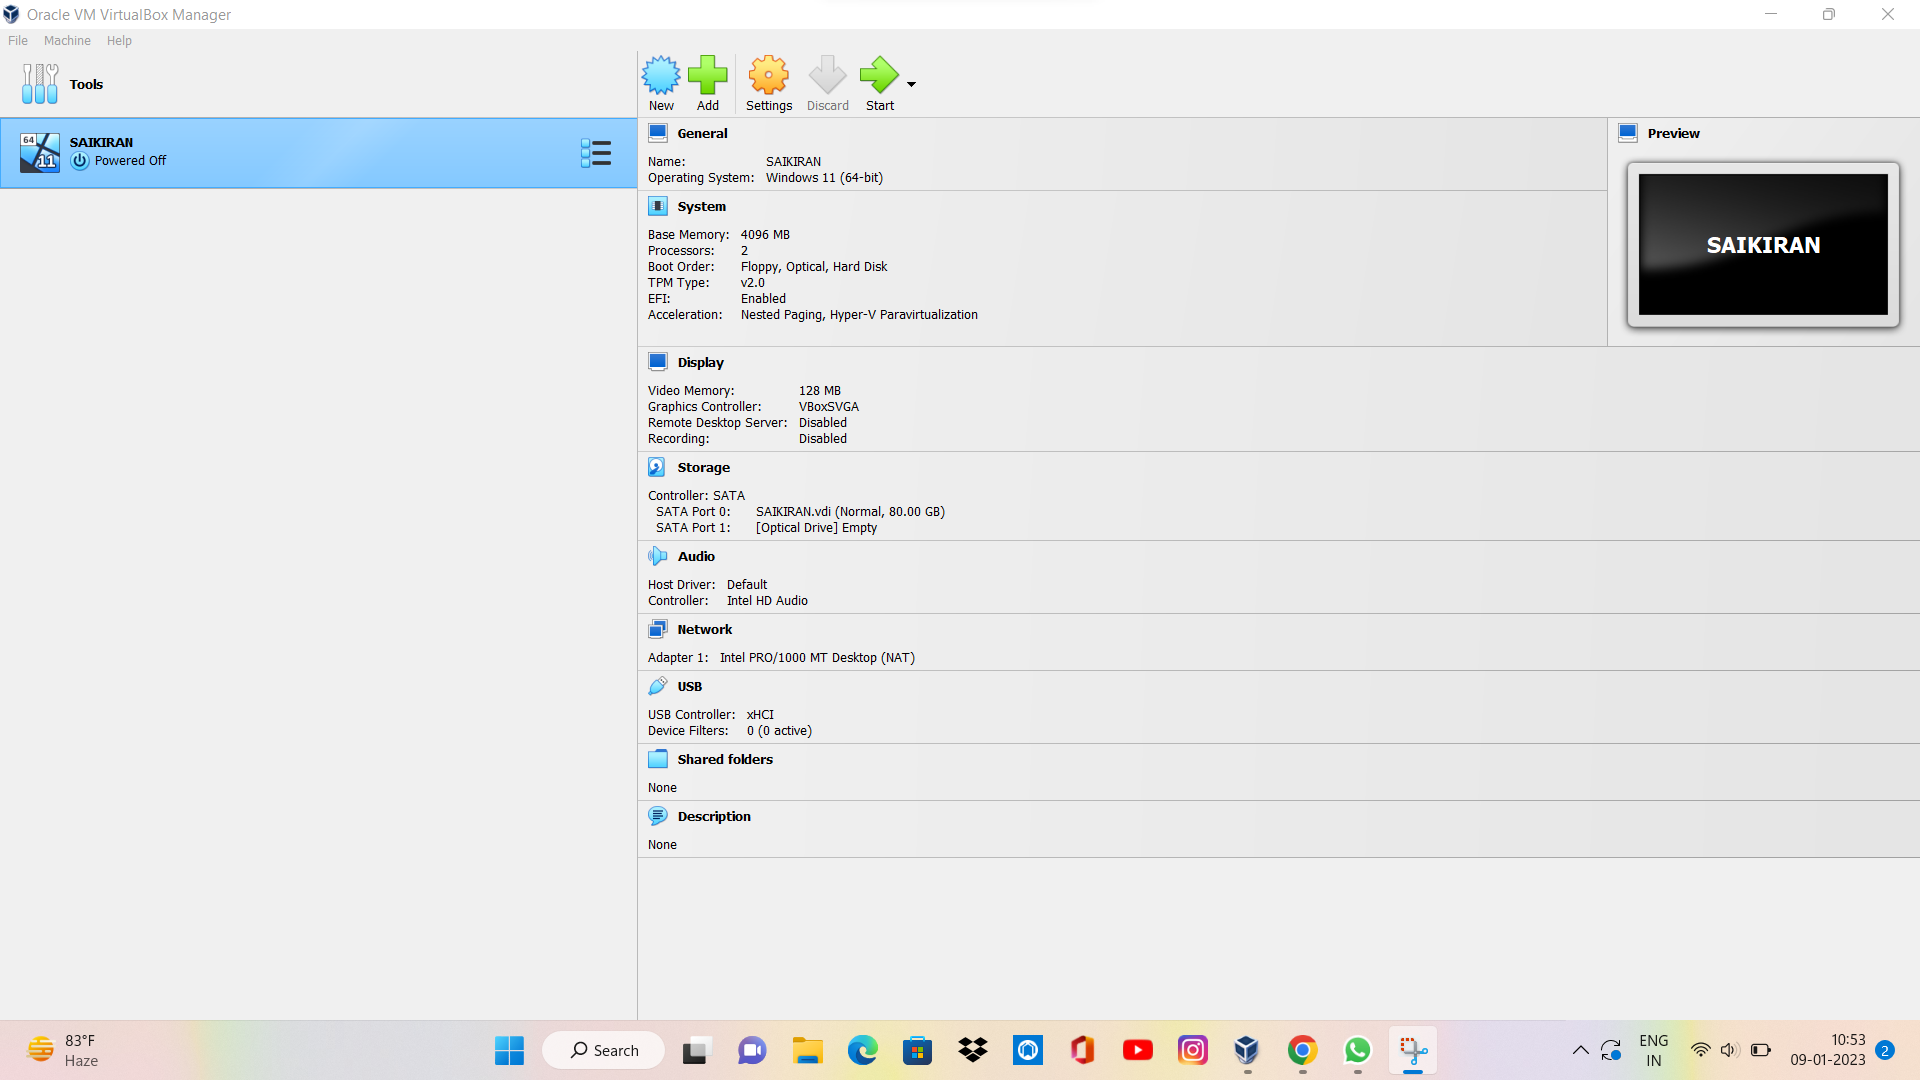 Oracle VM VirtualBox Manager
File Machine Help
Tools
New Add Settings Discard Start
64
11
SAIKIRAN
Powered Off
General
Name: SAIKIRAN
Operating System: Windows 11 (64-bit)
Preview
SAIKIRAN
System
Base Memory: 4096 MB
Processors: 2
Boot Order: Floppy, Optical, Hard Disk
TPM Type: v2.0
EFI: Enabled
Acceleration: Nested Paging, Hyper-V Paravirtualization
Display
Video Memory: 128 MB
Graphics Controller: VBoxSVGA
Remote Desktop Server: Disabled
Recording: Disabled
Storage
Controller: SATA
SATA Port 0: SAIKIRAN.vdi (Normal, 80.00 GB)
SATA Port 1: [Optical Drive] Empty
Audio
Host Driver: Default
Controller: Intel HD Audio
Network
Adapter 1: Intel PRO/1000 MT Desktop (NAT)
USB
USB Controller: xHCI
Device Filters: 0 (0 active)
Shared folders
None
Description
None
83°F
Haze
Search
ENG
IN
10:53
09-01-2023
2